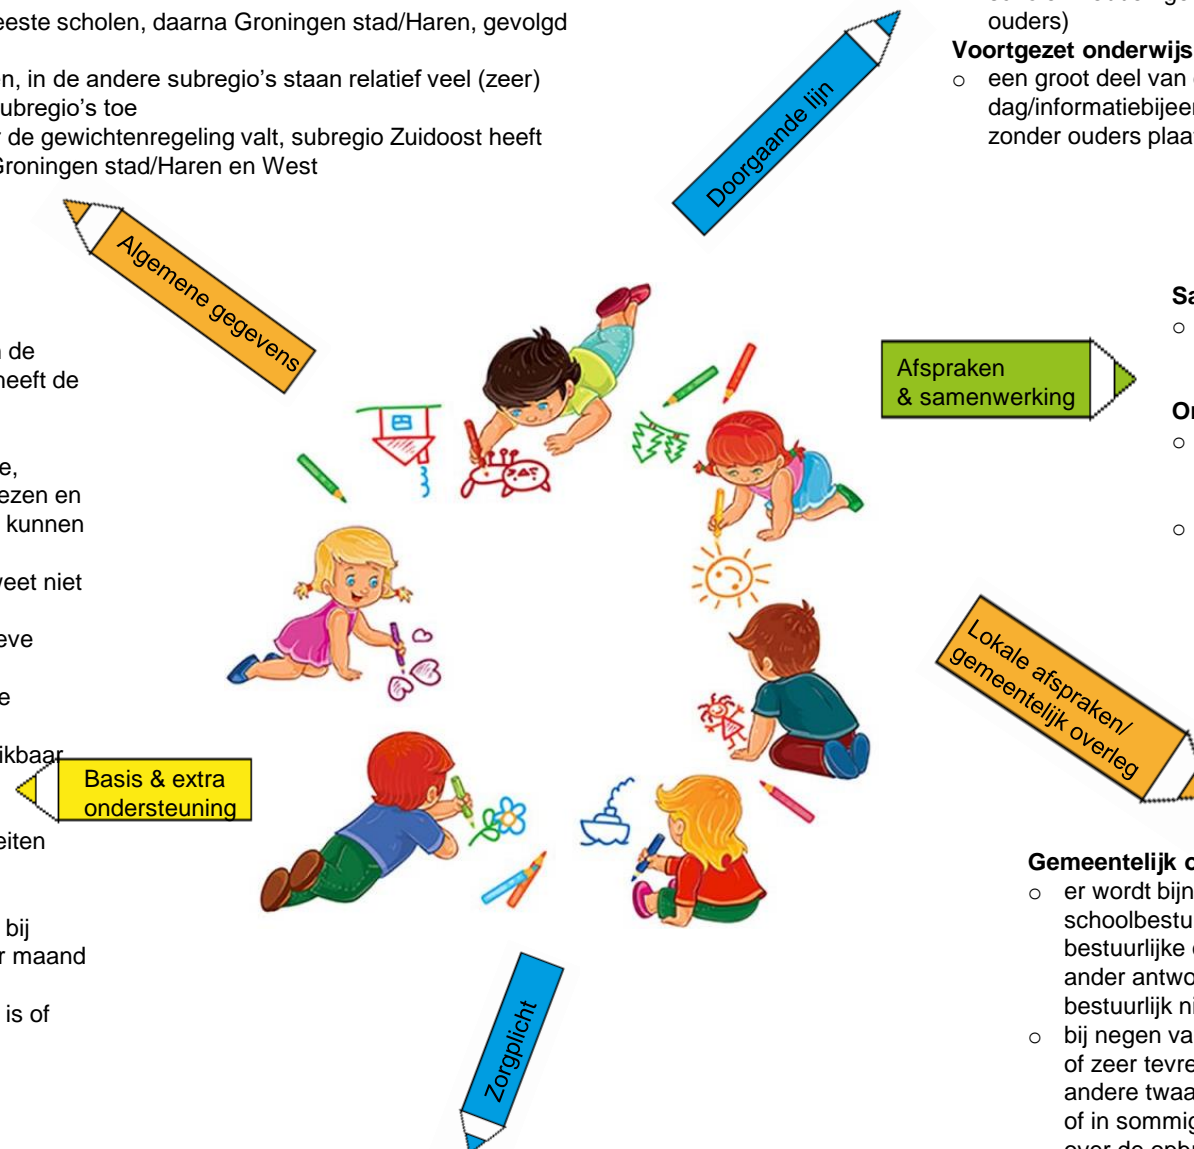 eeste scholen, daarna Groningen stad/Haren, gevolgd
n, in de andere subregio's staan relatief veel (zeer)
ubregio's toe
r de gewichtenregeling valt, subregio Zuidoost heeft
Groningen stad/Haren en West
ouders)
Voortgezet onderwijs
o een groot deel van
dag/informatiebijeen
zonder ouders plaa
Doorgaande lijn
Algemene gegevens
Afspraken
& samenwerking
Sa
o
On
o
o
n de
heeft de
e,
ezen en
kunnen
weet niet
eve
e
ikbaar
Basis & extra
ondersteuning
eiten
bij
r maand
is of
Lokale afspraken/
gemeentelijk overleg
Zorgplicht
Gemeentelijk o
o er wordt bijn
schoolbestu
bestuurlijke
ander antwo
bestuurlijk ni
o bij negen va
of zeer tevre
andere twaa
of in sommig